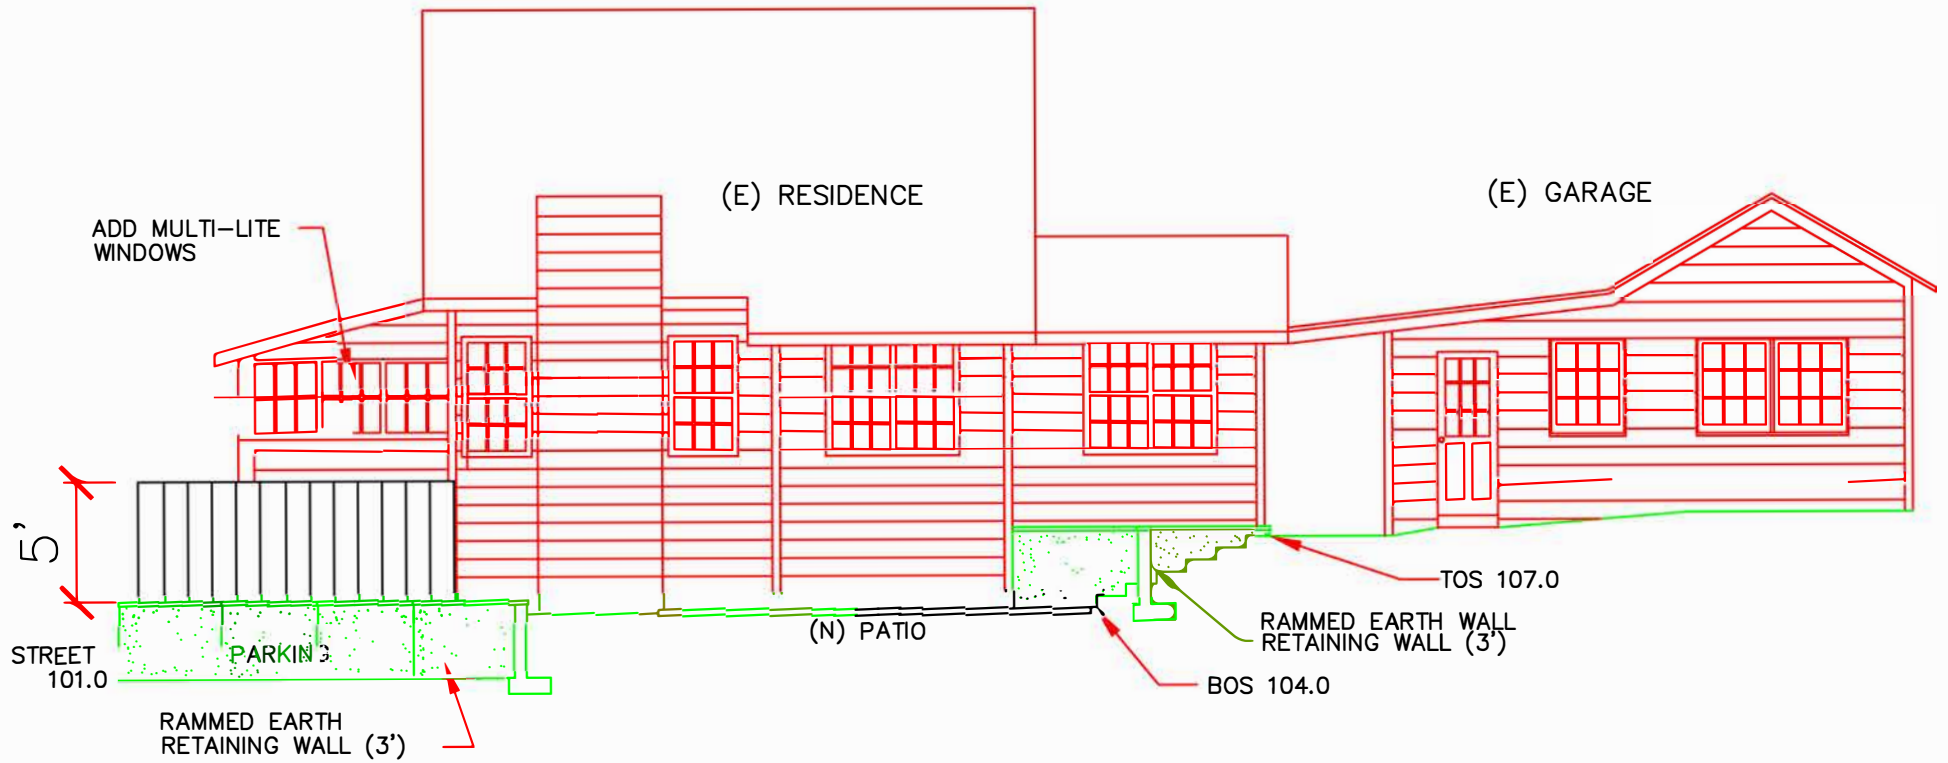 (E) RESIDENCE
(E) GARAGE
ADD MULTI-LITE
WINDOWS
5'
(N) PATIO
TOS 107.0
RAMMED EARTH WALL
RETAINING WALL (3')
BOS 104.0
STREET
101.0
PARKING
RAMMED EARTH
RETAINING WALL (3')